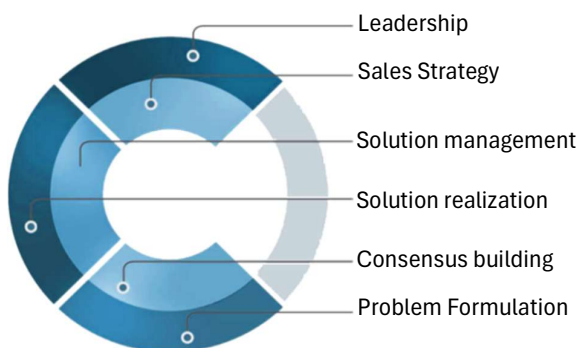 Leadership
Sales Strategy
Solution management
Solution realization
Consensus building
Problem Formulation